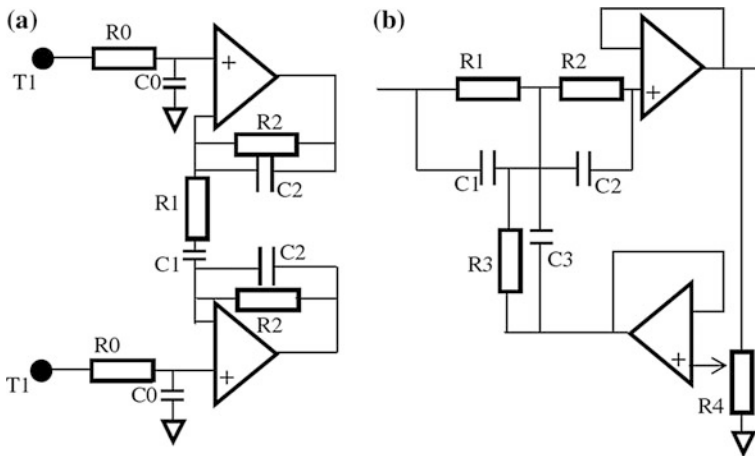 (a)
R0
T1
C0
+
R2
C2
R1
C1
C2
R2
R0
T1
C0
+
(b)
R1
R2
+
C1
C2
R3
C3
+
R4